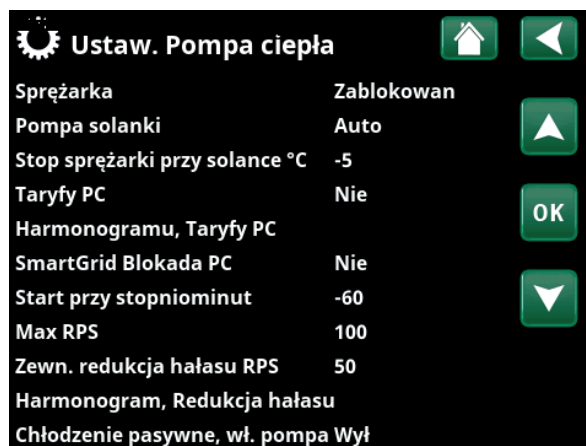 Ustaw. Pompa ciepła
Sprężarka Zablokowan
Pompa solanki Auto
Stop sprężarki przy solance °C -5
Taryfy PC Nie
Harmonogramu, Taryfy PC
OK
SmartGrid Blokada PC Nie
Start przy stopniominut -60
Max RPS 100
Zewn. redukcja hałasu RPS 50
Harmonogram, Redukcja hałasu
Chłodzenie pasywne, wł. pompa Wył